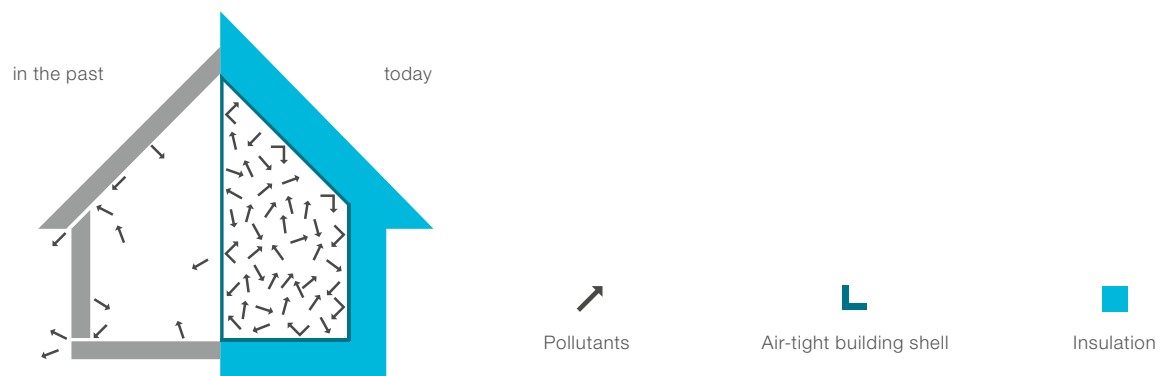 in the past
today
Pollutants
Air-tight building shell
Insulation